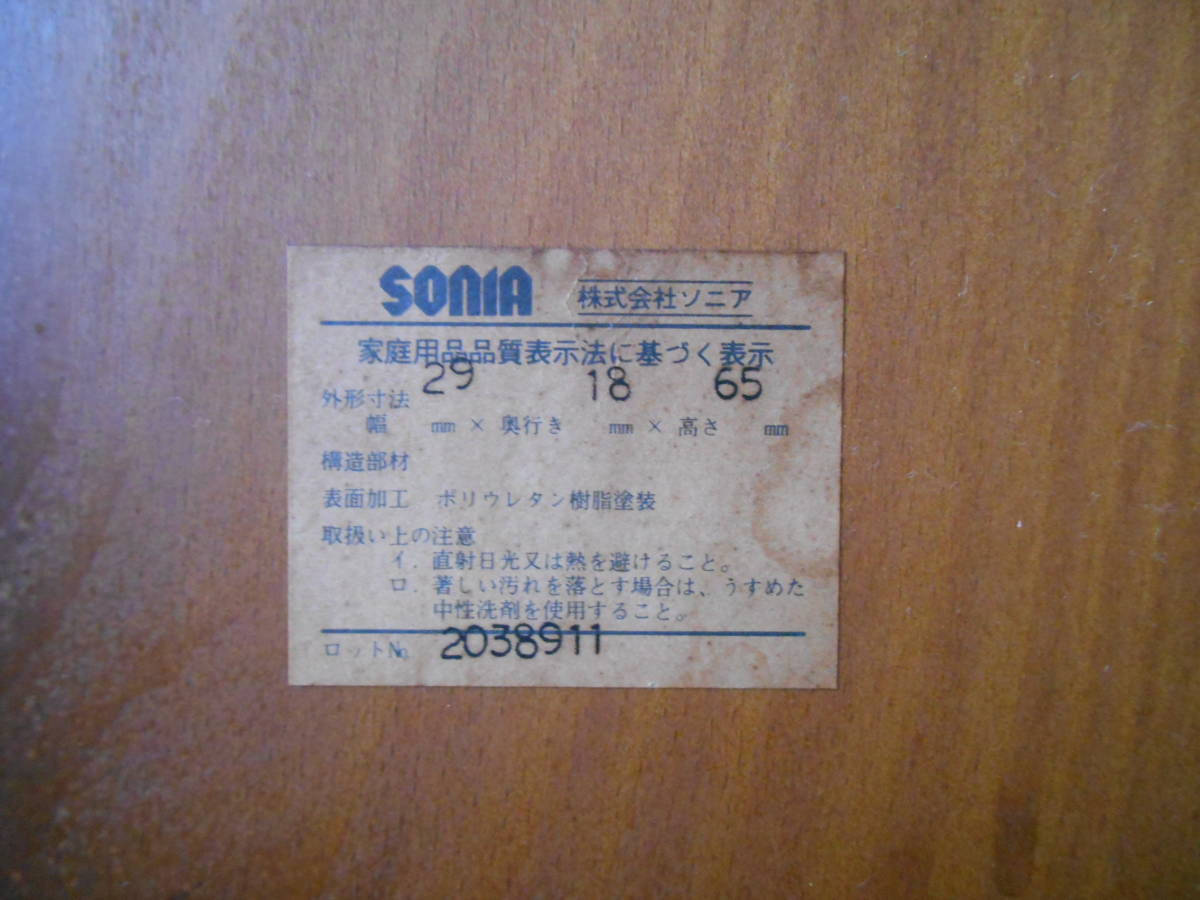 SONIA 株式会社ソニア
家庭用品品質表示法に基づく表示
29 18 65
外形寸法
幅 mm × 奥行き mm × 高さ mm
構造部材
表面加工 ポリウレタン樹脂塗装
取扱い上の注意
イ. 直射日光又は熱を避けること。
ロ. 著しい汚れを落とす場合は、うすめた
中性洗剤を使用すること。
ロット№ 2038911